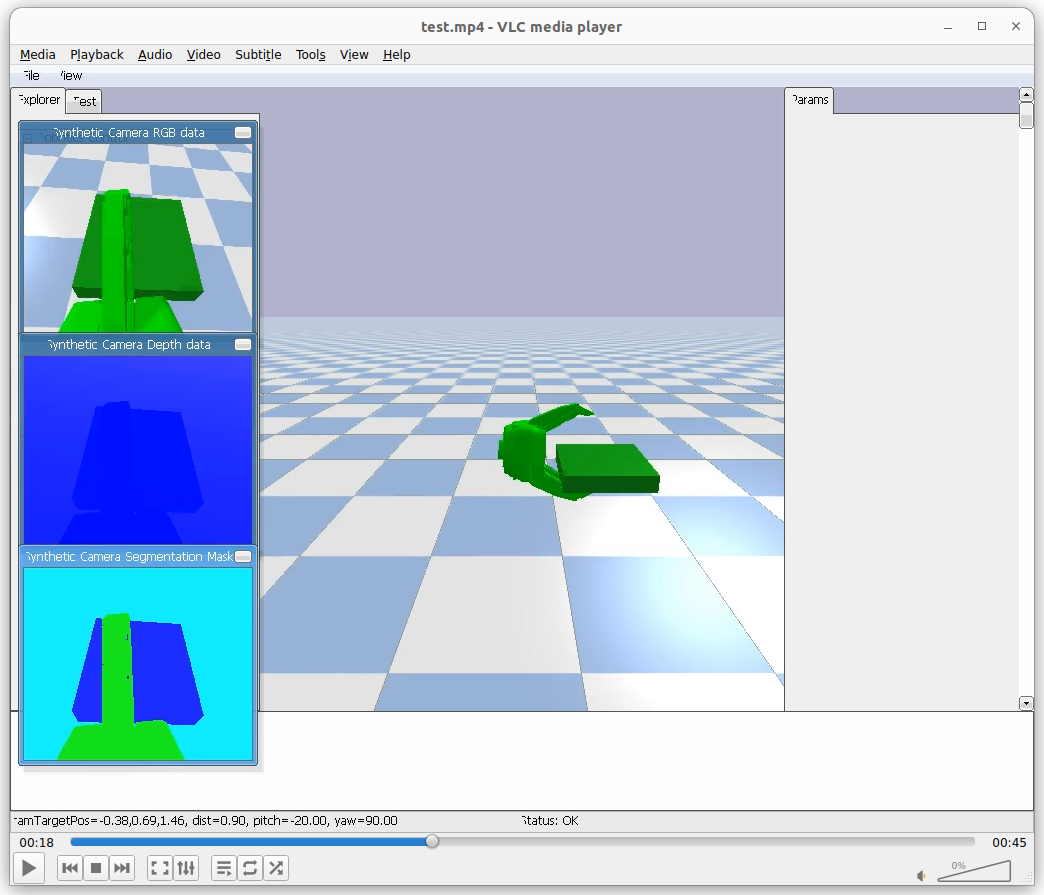 test.mp4 - VLC media player
Media Playback Audio Video Subtitle Tools View Help
File View
Explorer Test
Params
Synthetic Camera RGB data
Synthetic Camera Depth data
Synthetic Camera Segmentation Mask
ramTargetPos=-0.38,0.69,1.46, dist=0.90, pitch=-20.00, yaw=90.00
Status: OK
00:18
00:45
0%